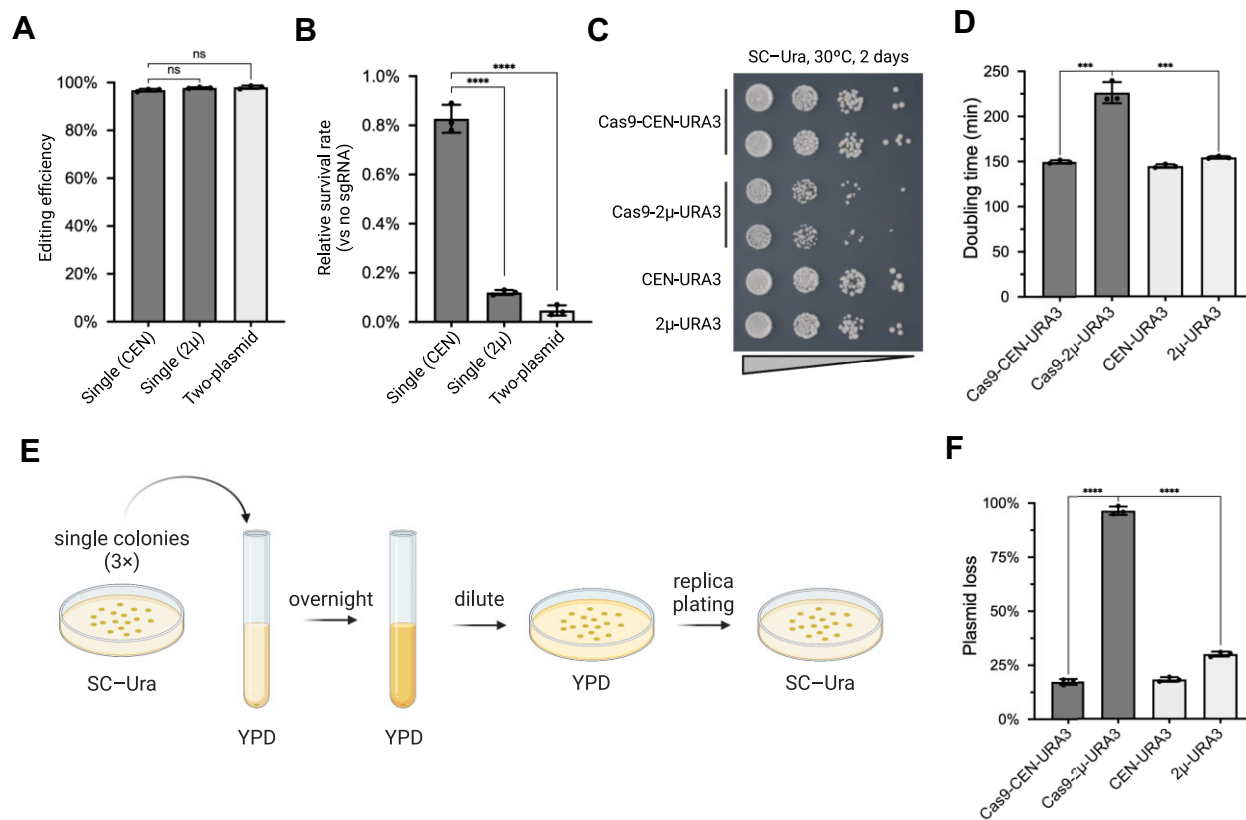 A
Editing efficiency
100%
80%
60%
40%
20%
0%
ns
ns
Single (CEN)
Single (2μ)
Two-plasmid
B
Relative survival rate
(vs no sgRNA)
1.0%
0.8%
0.6%
0.4%
0.2%
0.0%
****
****
Single (CEN)
Single (2μ)
Two-plasmid
C
SC–Ura, 30ºC, 2 days
Cas9-CEN-URA3
Cas9-2μ-URA3
CEN-URA3
2μ-URA3
D
Doubling time (min)
250
200
150
100
50
0
***
***
Cas9-CEN-URA3
Cas9-2μ-URA3
CEN-URA3
2μ-URA3
E
single colonies
(3×)
SC–Ura
YPD
overnight
YPD
dilute
YPD
replica
plating
SC–Ura
F
Plasmid loss
100%
75%
50%
25%
0%
****
****
Cas9-CEN-URA3
Cas9-2μ-URA3
CEN-URA3
2μ-URA3